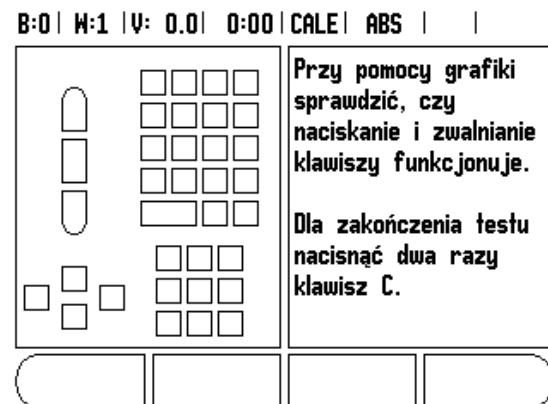 B:0| W:1 |V: 0.0| 0:00|CALE| ABS | |
Przy pomocy grafiki
sprawdzić, czy
naciskanie i zwalnianie
klawiszy funkcjonuje.
Dla zakończenia testu
nacisnąć dwa razy
klawisz C.